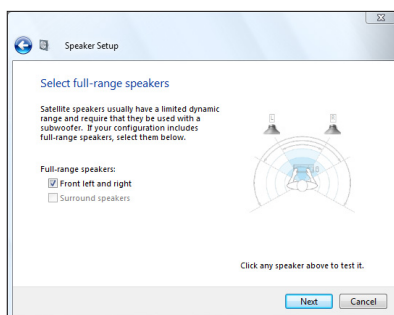 Speaker Setup
Select full-range speakers
Satellite speakers usually have a limited dynamic
range and require that they be used with a
subwoofer. If your configuration includes
full-range speakers, select them below.
L R
Full-range speakers:
Front left and right
Surround speakers
Click any speaker above to test it.
Next Cancel